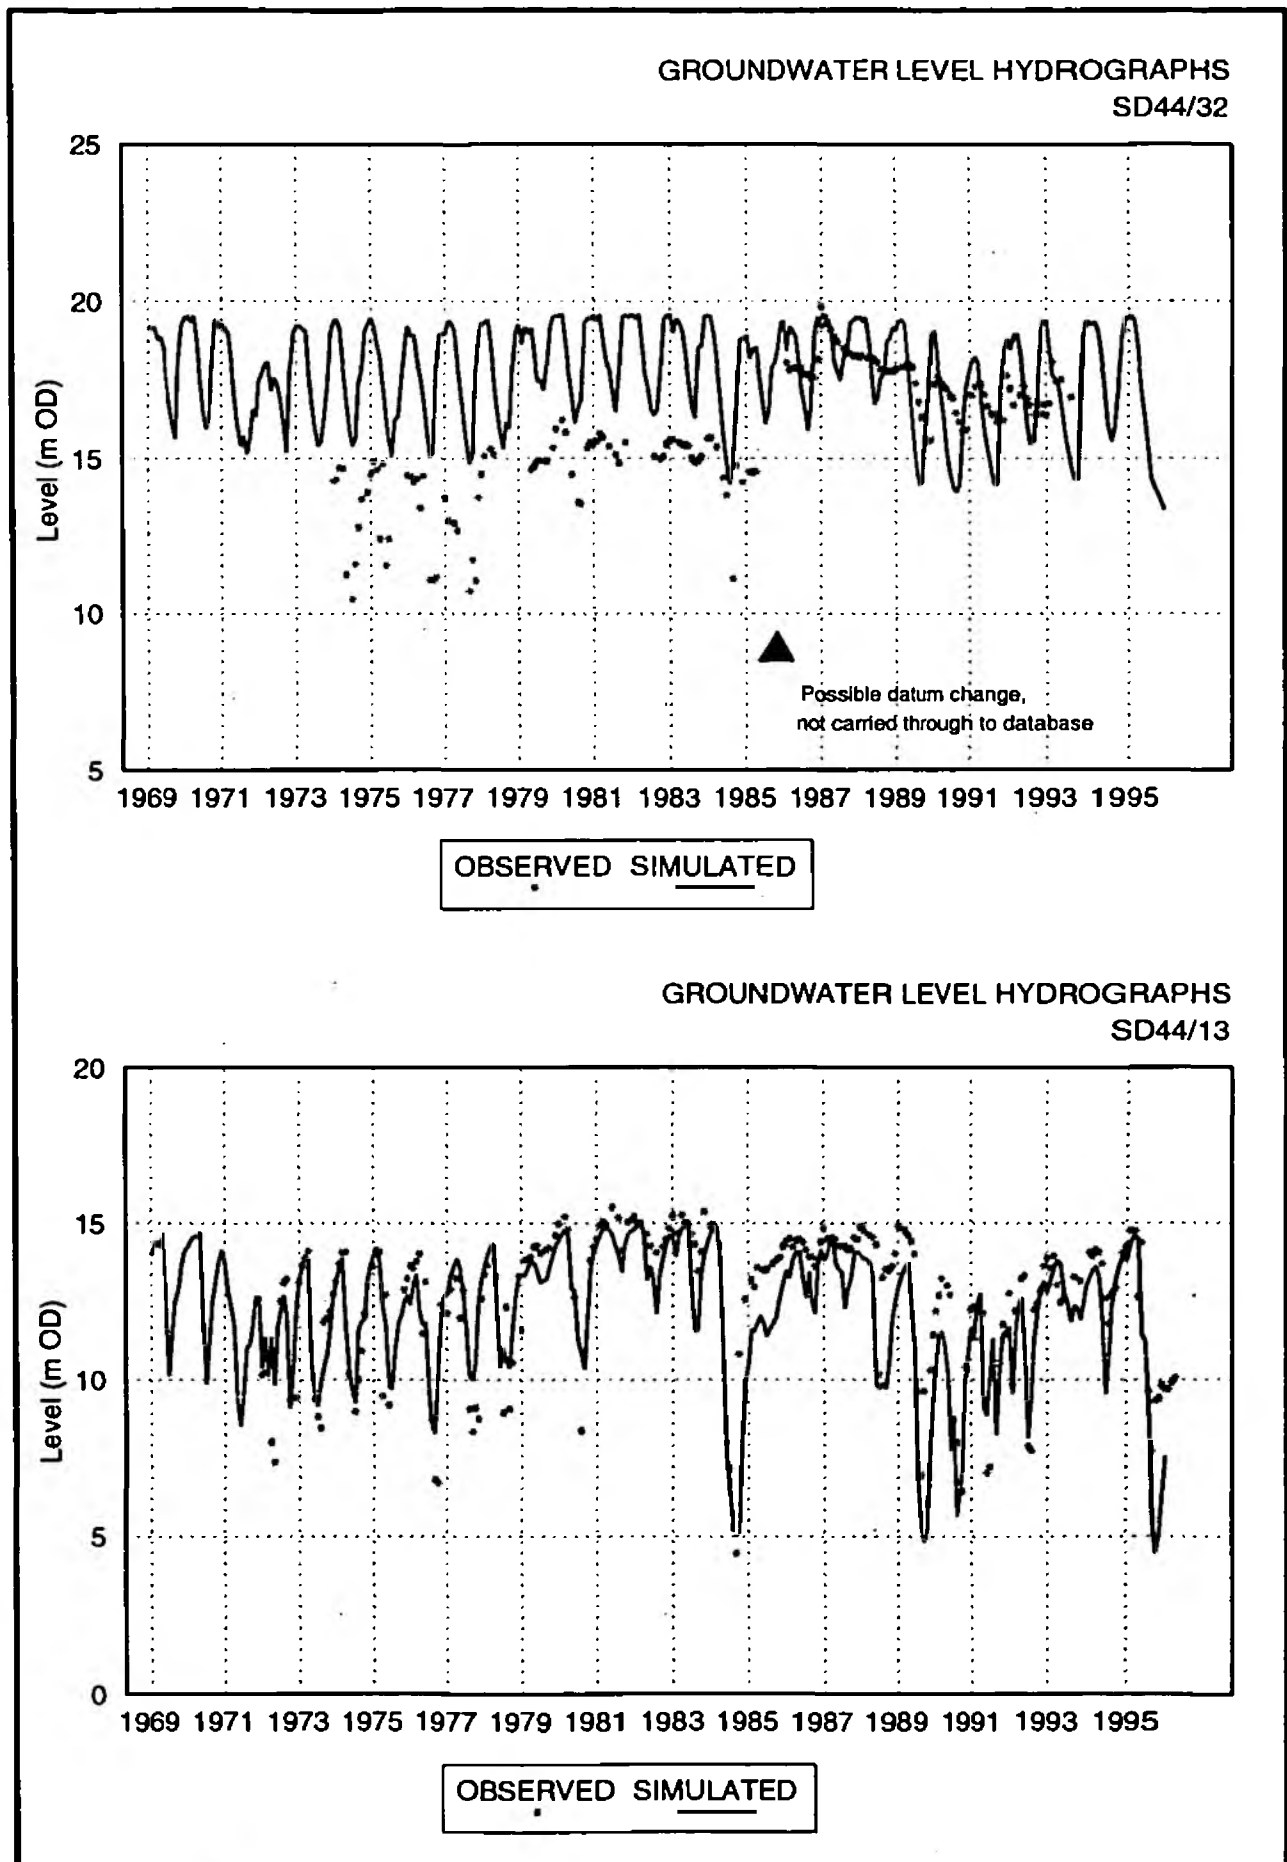 GROUNDWATER LEVEL HYDROGRAPHS
SD44/32
25
20
15
10
5
Level (m OD)
Possible datum change,
not carried through to database
1969 1971 1973 1975 1977 1979 1981 1983 1985 1987 1989 1991 1993 1995
OBSERVED SIMULATED
GROUNDWATER LEVEL HYDROGRAPHS
SD44/13
20
15
10
5
0
Level (m OD)
1969 1971 1973 1975 1977 1979 1981 1983 1985 1987 1989 1991 1993 1995
OBSERVED SIMULATED